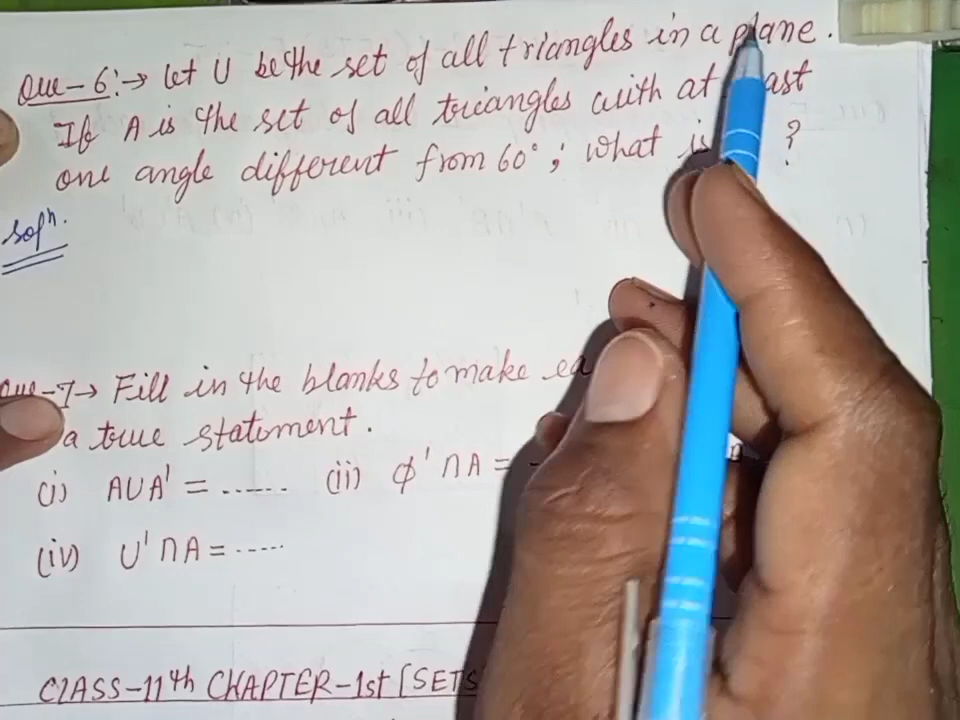 Que-6:→ Let U be the set of all triangles in a plane.
If A is the set of all triangles with at ast
one angle different from 60°; what is ?
Solⁿ.
Que-7→ Fill in the blanks to make ea
a true statement.
(i) A∪A' = ...... (ii) ϕ'∩A = -
(iv) U'∩A = .....
CLASS-11th CHAPTER-1st [SETS